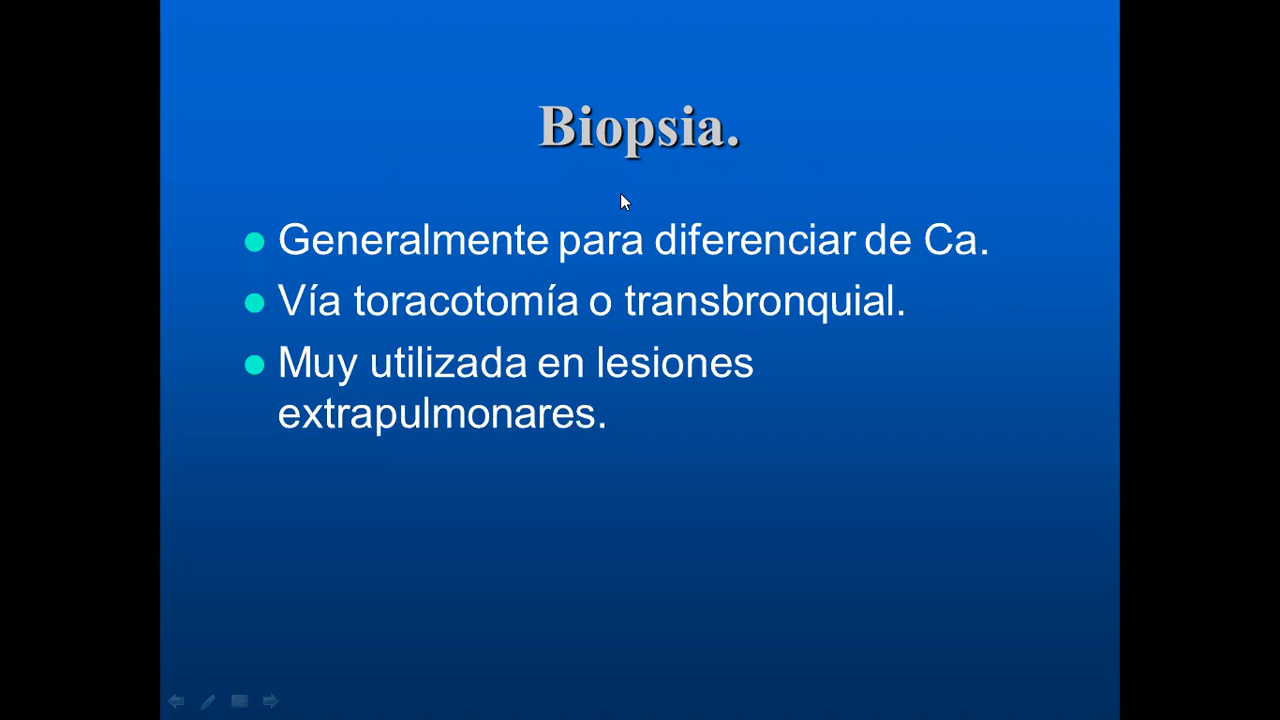 Biopsia.
Generalmente para diferenciar de Ca.
Vía toracotomía o transbronquial.
Muy utilizada en lesiones
extrapulmonares.